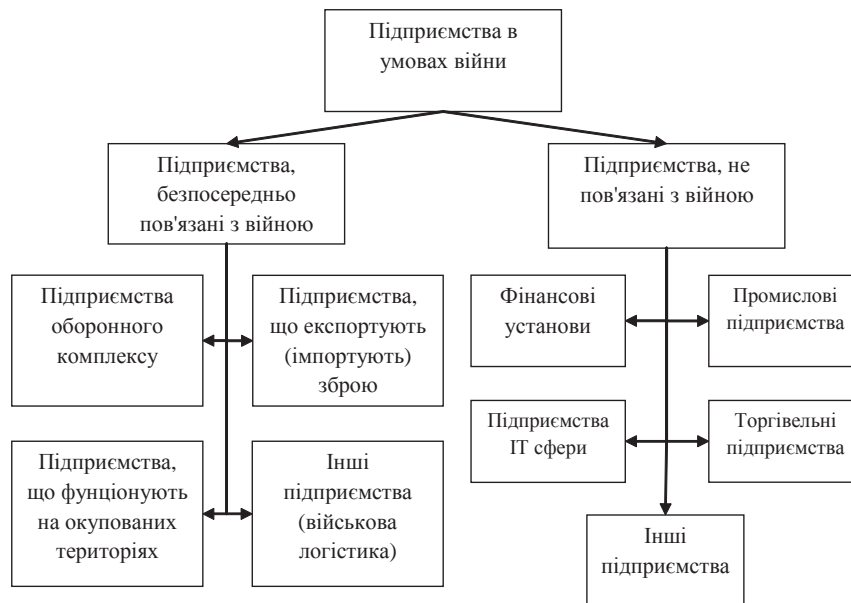 Підприємства в
умовах війни
Підприємства,
безпосередньо
пов'язані з війною
Підприємства, не
пов'язані з війною
Підприємства
оборонного
комплексу
Підприємства,
що експортують
(імпортують)
зброю
Фінансові
установи
Промислові
підприємства
Підприємства,
що фунціонують
на окупованих
територіях
Інші
підприємства
(військова
логістика)
Підприємства
ІТ сфери
Торгівельні
підприємства
Інші
підприємства